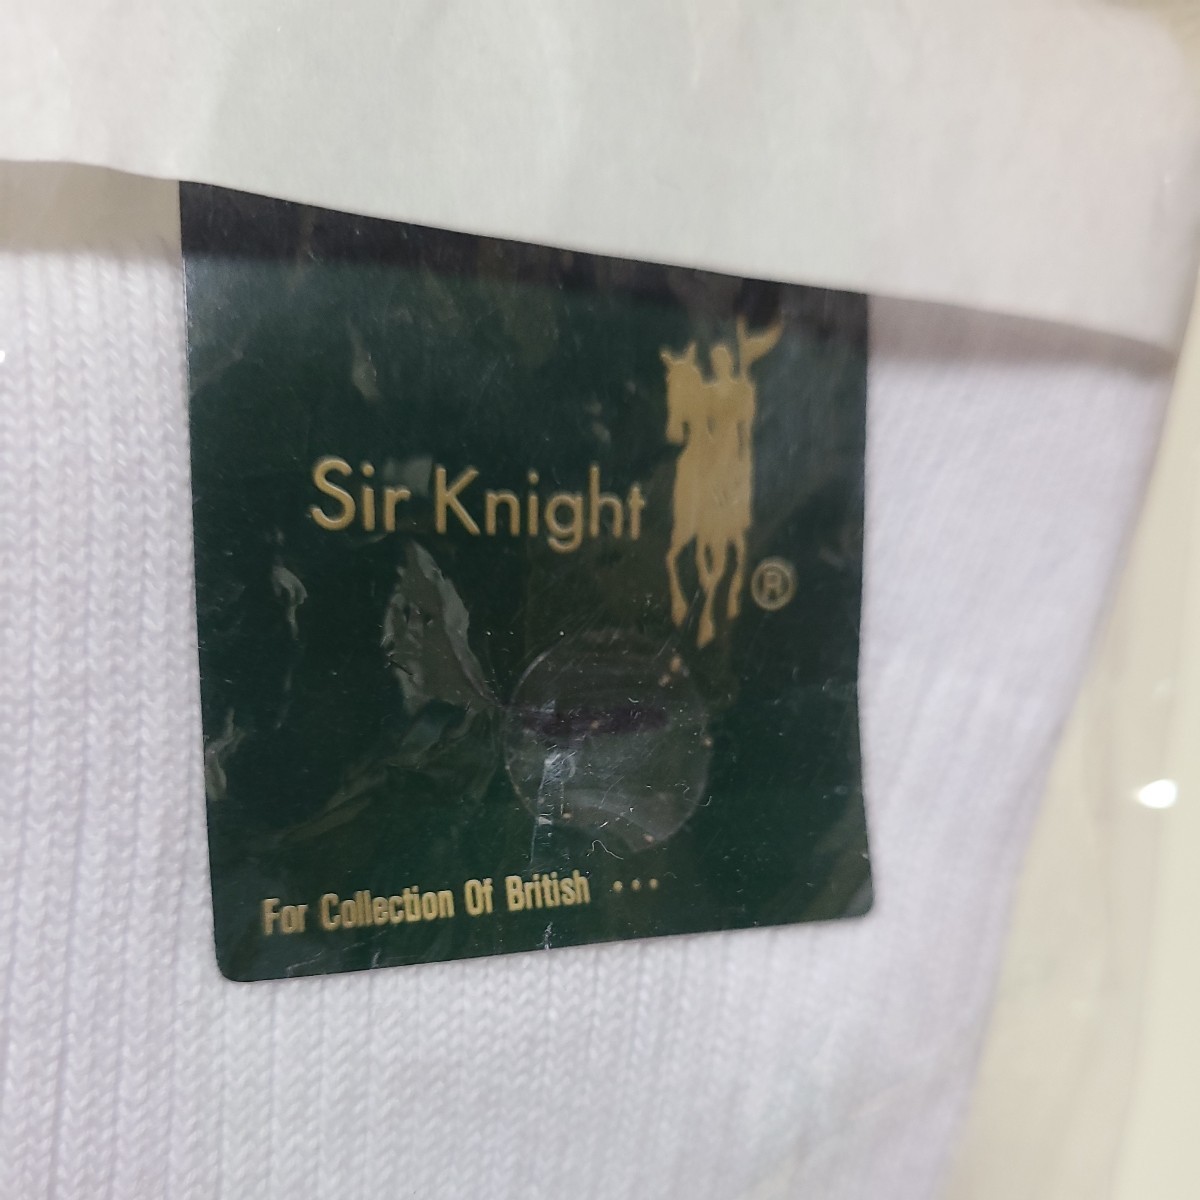 Sir Knight ®
For Collection Of British ...